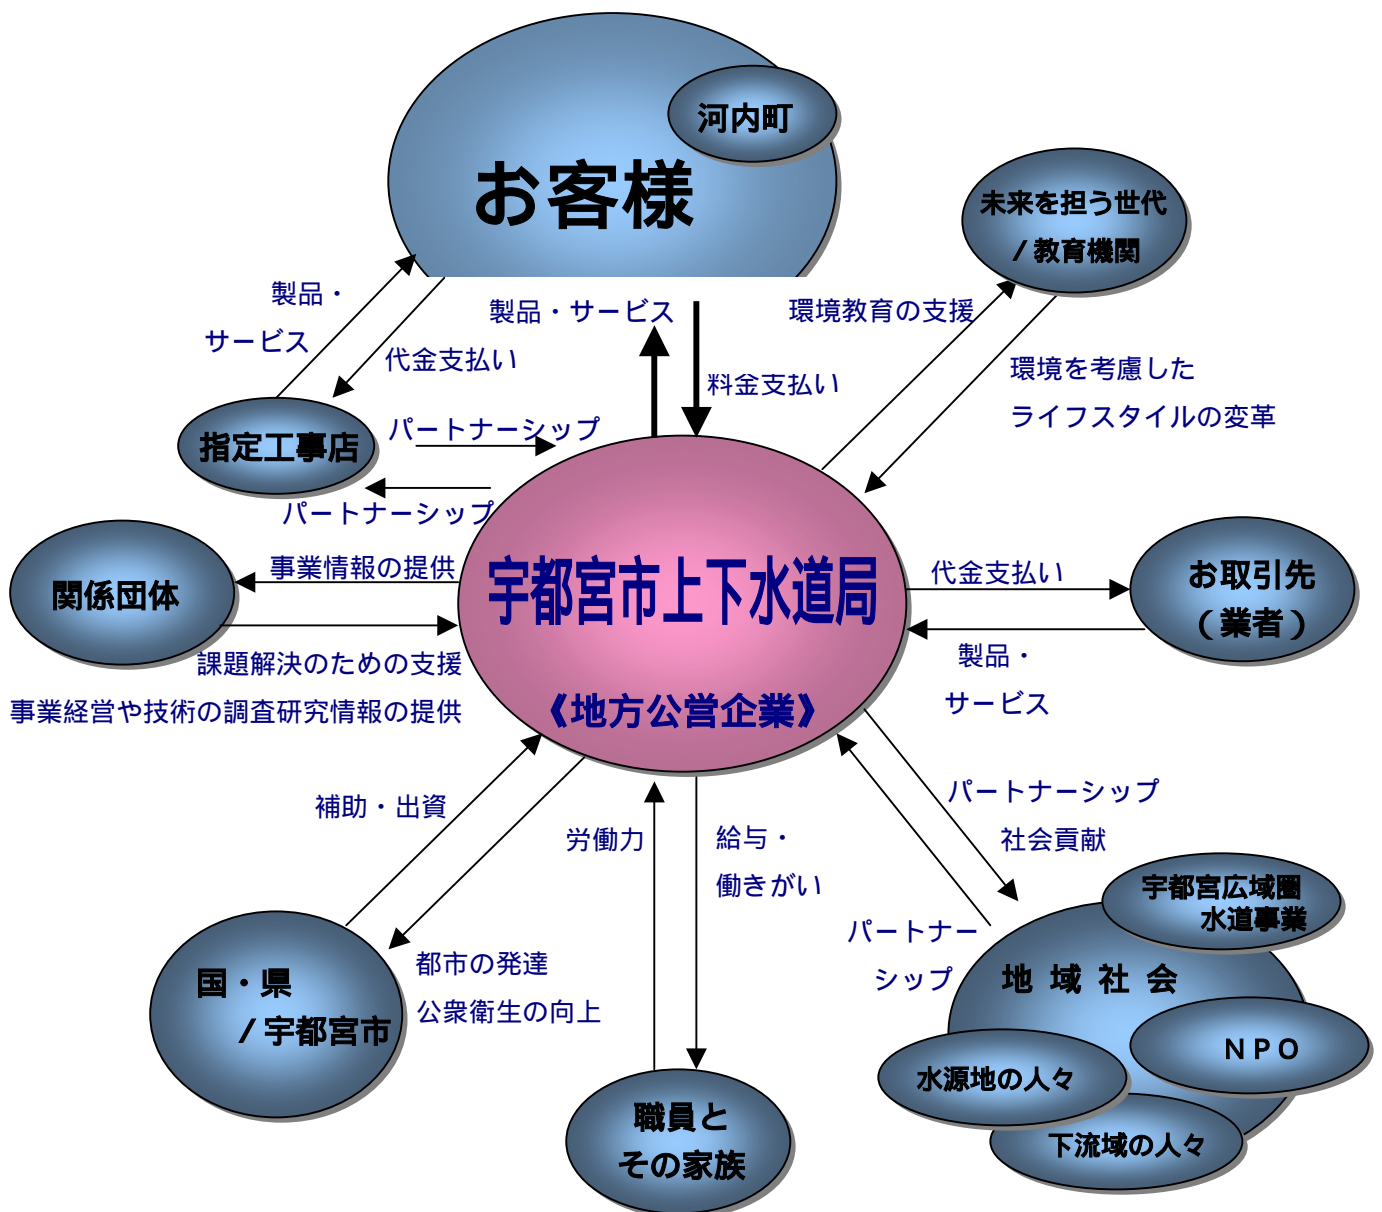 河内町
お客様
未来を担う世代
/教育機関
製品・
サービス
代金支払い
製品・サービス
料金支払い
環境教育の支援
環境を考慮した
ライフスタイルの変革
指定工事店
パートナーシップ
パートナーシップ
関係団体
事業情報の提供
課題解決のための支援
事業経営や技術の調査研究情報の提供
宇都宮市上下水道局
《地方公営企業》
代金支払い
お取引先
(業者)
製品・
サービス
補助・出資
国・県
/宇都宮市
都市の発達
公衆衛生の向上
労働力
給与・
働きがい
職員と
その家族
パートナーシップ
社会貢献
パートナー
シップ
宇都宮広域圏
水道事業
地域社会
NPO
水源地の人々
下流域の人々